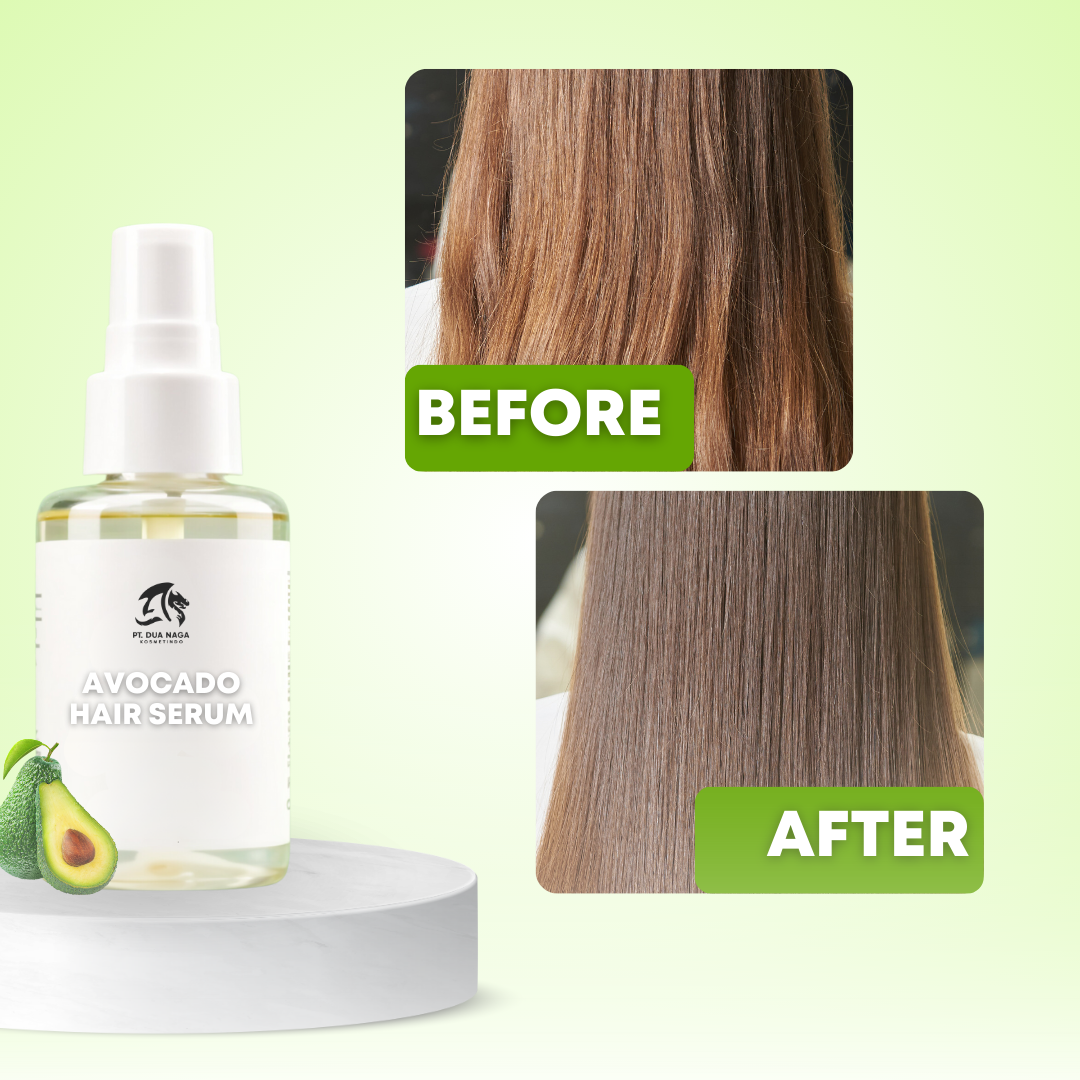 BEFORE
PT. DUA NAGA
KOSMETINDO
AVOCADO
HAIR SERUM
AFTER